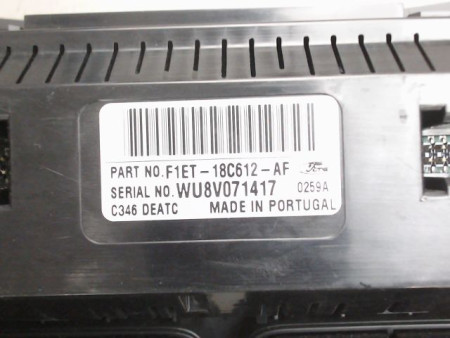 PART NO. F1ET-18C612-AF
SERIAL NO. WU8V071417 0259A
C346 DEATC MADE IN PORTUGAL